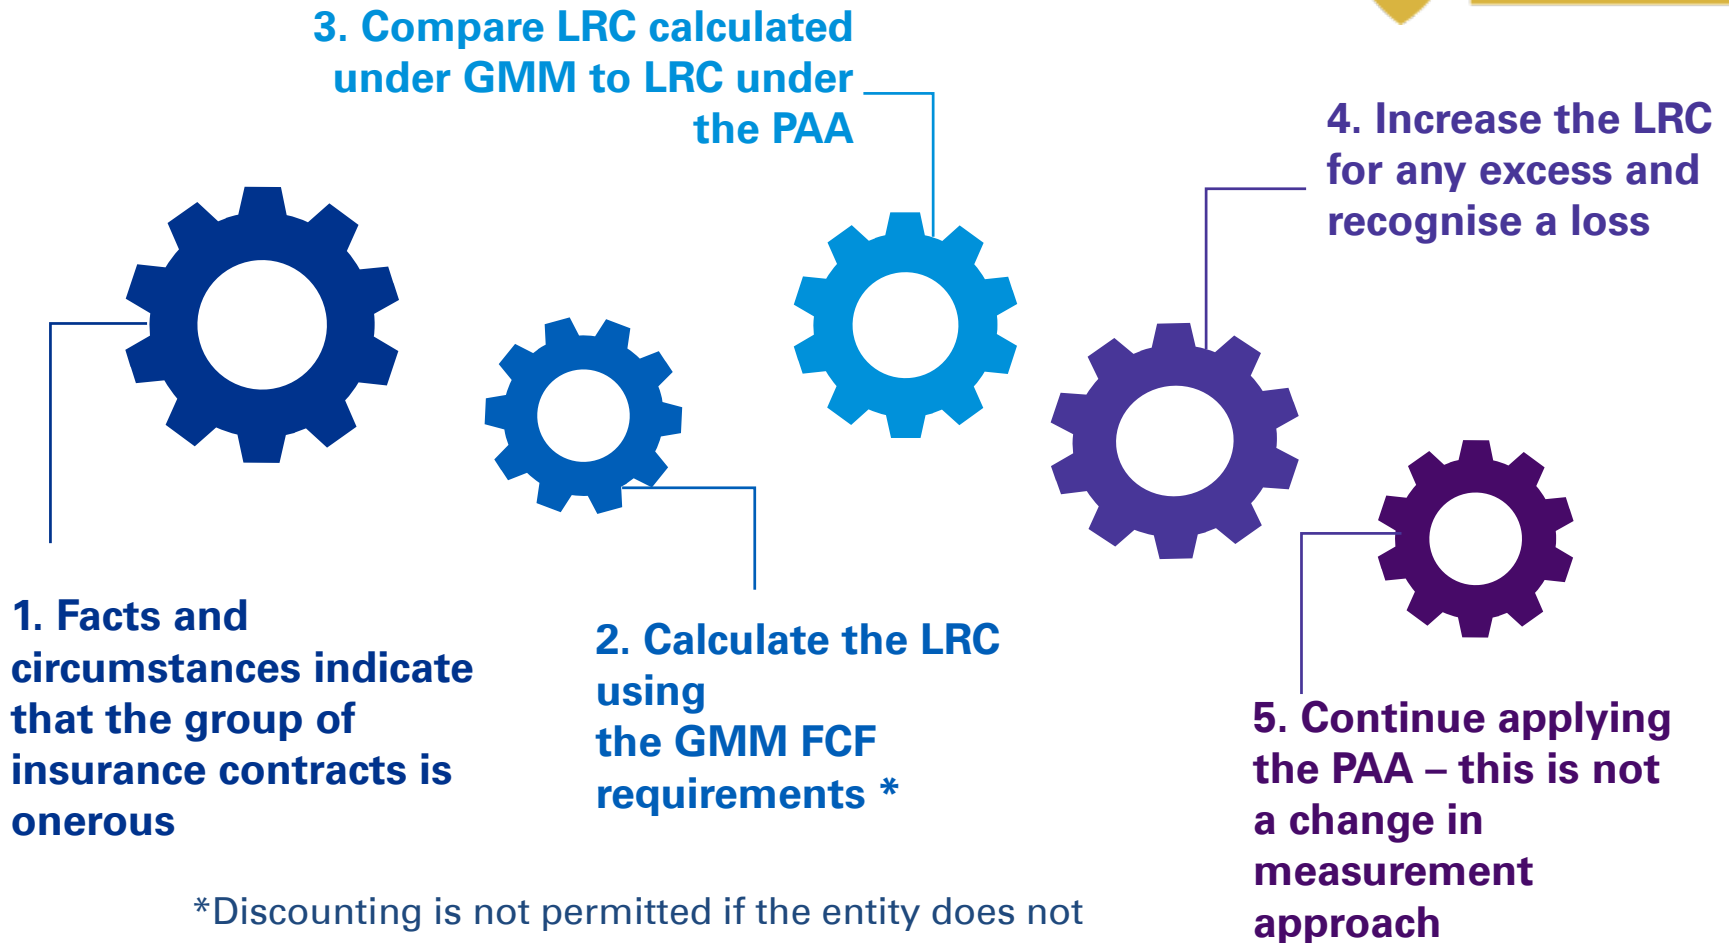 3. Compare LRC calculated
under GMM to LRC under
the PAA
4. Increase the LRC
for any excess and
recognise a loss
1. Facts and
circumstances indicate
that the group of
insurance contracts is
onerous
2. Calculate the LRC
using
the GMM FCF
requirements *
5. Continue applying
the PAA – this is not
a change in
measurement
approach
*Discounting is not permitted if the entity does not